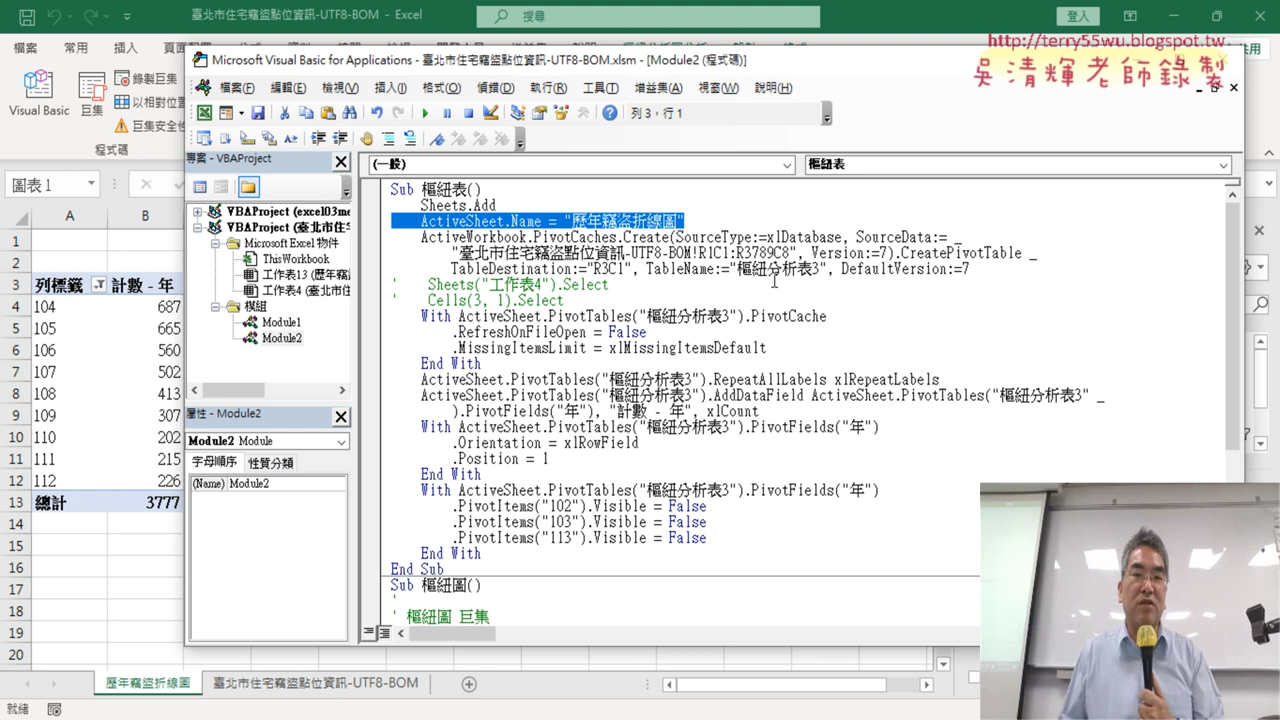 臺北市住宅竊盜點位資訊-UTF8-BOM - Excel
搜尋
登入
http://terry55wu.blogspot.tw
吳清輝老師錄製
檔案 常用 插入
Visual Basic
巨集
錄製巨集
以相對位置
巨集安全性
程式碼
Microsoft Visual Basic for Applications - 臺北市住宅竊盜點位資訊-UTF8-BOM.xlsm - [Module2 (程式碼)]
檔案(F) 編輯(E) 檢視(V) 插入(I) 格式(O) 偵錯(D) 執行(R) 工具(T) 增益集(A) 視窗(W) 說明(H)
列 3，行 1
專案 - VBAProject
VBAProject (excel03me
VBAProject (臺北市住宅
Microsoft Excel 物件
ThisWorkbook
工作表13 (歷年竊
工作表4 (臺北市住
模組
Module1
Module2
屬性 - Module2
Module2 Module
字母順序 性質分類
(Name) Module2
(一般)
樞紐表
Sub 樞紐表()
Sheets.Add
ActiveSheet.Name = "歷年竊盜折線圖"
ActiveWorkbook.PivotCaches.Create(SourceType:=xlDatabase, SourceData:= _
"臺北市住宅竊盜點位資訊-UTF8-BOM!R1C1:R3789C8", Version:=7).CreatePivotTable _
TableDestination:="R3C1", TableName:="樞紐分析表3", DefaultVersion:=7
' Sheets("工作表4").Select
' Cells(3, 1).Select
With ActiveSheet.PivotTables("樞紐分析表3").PivotCache
.RefreshOnFileOpen = False
.MissingItemsLimit = xlMissingItemsDefault
End With
ActiveSheet.PivotTables("樞紐分析表3").RepeatAllLabels xlRepeatLabels
ActiveSheet.PivotTables("樞紐分析表3").AddDataField ActiveSheet.PivotTables("樞紐分析表3" _
).PivotFields("年"), "計數 - 年", xlCount
With ActiveSheet.PivotTables("樞紐分析表3").PivotFields("年")
.Orientation = xlRowField
.Position = 1
End With
With ActiveSheet.PivotTables("樞紐分析表3").PivotFields("年")
.PivotItems("102").Visible = False
.PivotItems("103").Visible = False
.PivotItems("113").Visible = False
End With
End Sub
Sub 樞紐圖()
'
' 樞紐圖 巨集
圖表 1
A B
1
2
3 列標籤 計數 - 年
4 104 687
5 105 665
6 106 560
7 107 502
8 108 413
9 109 307
10 110 202
11 111 215
12 112 226
13 總計 3777
14
15
16
17
18
19
20
歷年竊盜折線圖 臺北市住宅竊盜點位資訊-UTF8-BOM
就緒